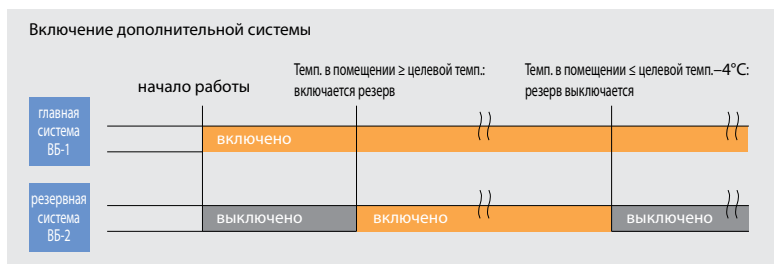 Включение дополнительной системы
Темп. в помещении ≥ целевой темп.:
включается резерв
Темп. в помещении ≤ целевой темп.–4°C:
резерв выключается
начало работы
главная
система
ВБ-1
включено
резервная
система
ВБ-2
выключено
включено
выключено